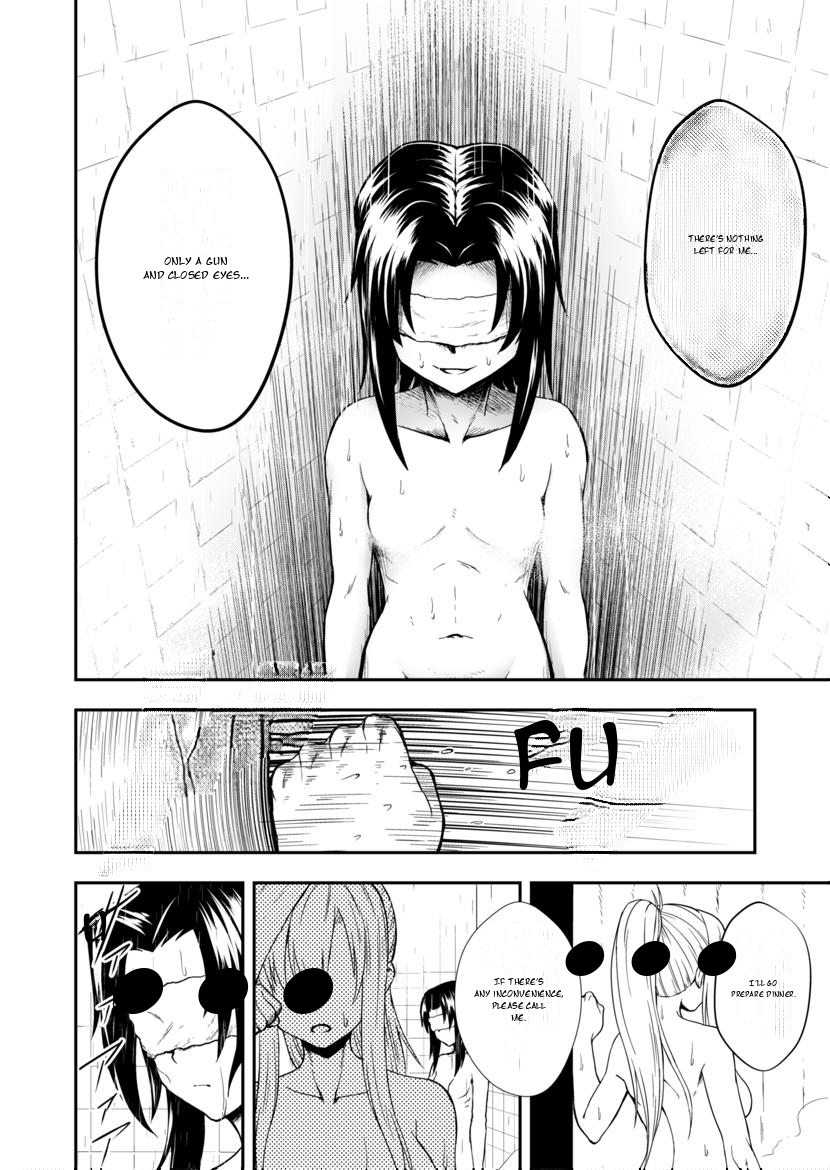 THERE'S NOTHING
LEFT FOR ME...
ONLY A GUN
AND CLOSED EYES...
FU
I'LL GO
PREPARE DINNER.
IF THERE'S
ANY INCONVENIENCE,
PLEASE CALL
ME.